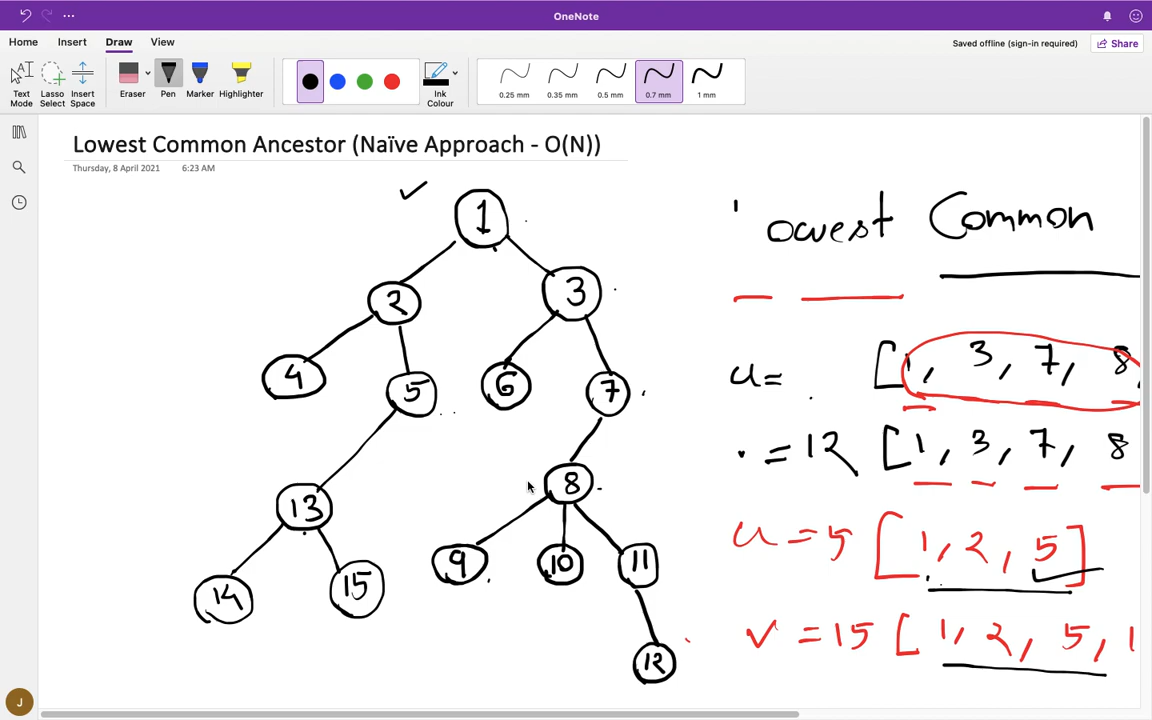 OneNote
Home Insert Draw View
Saved offline (sign-in required) Share
Text Mode
Lasso Select
Insert Space
Eraser
Pen
Marker
Highlighter
Ink Colour
0.25 mm
0.35 mm
0.5 mm
0.7 mm
1 mm
Lowest Common Ancestor (Naïve Approach - O(N))
Thursday, 8 April 2021 6:23 AM
owest Common
1
2 3
4 5 6 7
8
13
9 10 11
14 15
12
u= [1, 3, 7, 8,
=12 [1, 3, 7, 8
u=5 [1, 2, 5]
v=15 [1, 2, 5, 1
J